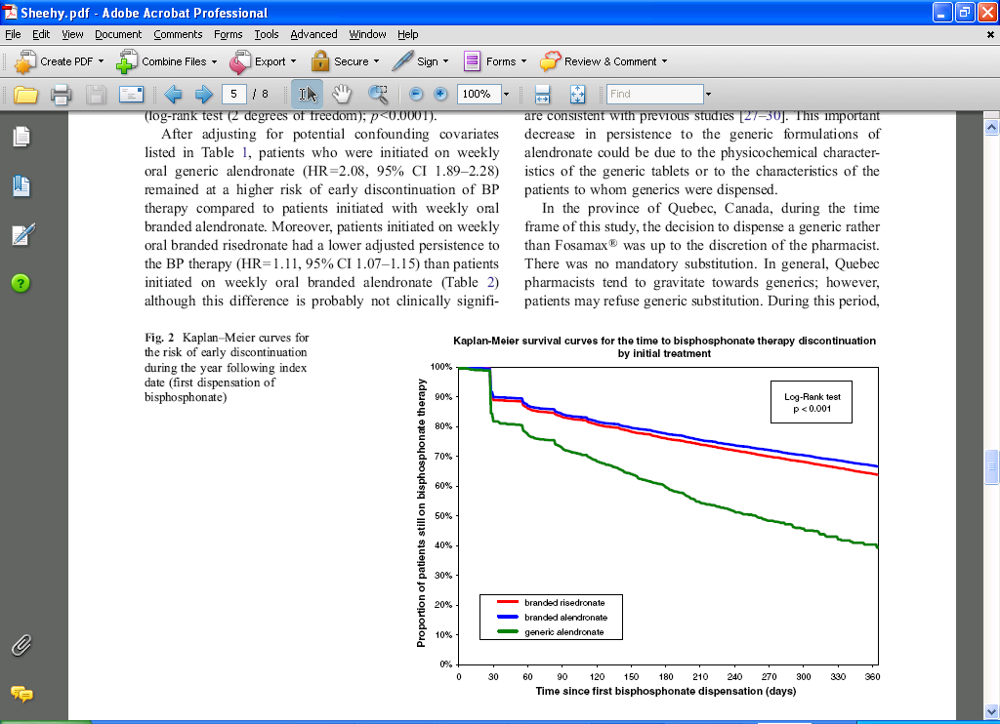 Sheehy.pdf - Adobe Acrobat Professional
File Edit View Document Comments Forms Tools Advanced Window Help
Create PDF Combine Files Export Secure Sign Forms Review & Comment
5 / 8 100% Find
(log-rank test (2 degrees of freedom); p<0.0001).
After adjusting for potential confounding covariates
listed in Table 1, patients who were initiated on weekly
oral generic alendronate (HR=2.08, 95% CI 1.89–2.28)
remained at a higher risk of early discontinuation of BP
therapy compared to patients initiated with weekly oral
branded alendronate. Moreover, patients initiated on weekly
oral branded risedronate had a lower adjusted persistence to
the BP therapy (HR=1.11, 95% CI 1.07–1.15) than patients
initiated on weekly oral branded alendronate (Table 2)
although this difference is probably not clinically signifi-
are consistent with previous studies [27–30]. This important
decrease in persistence to the generic formulations of
alendronate could be due to the physicochemical character-
istics of the generic tablets or to the characteristics of the
patients to whom generics were dispensed.
In the province of Quebec, Canada, during the time
frame of this study, the decision to dispense a generic rather
than Fosamax® was up to the discretion of the pharmacist.
There was no mandatory substitution. In general, Quebec
pharmacists tend to gravitate towards generics; however,
patients may refuse generic substitution. During this period,
Fig. 2 Kaplan–Meier curves for
the risk of early discontinuation
during the year following index
date (first dispensation of
bisphosphonate)
Kaplan-Meier survival curves for the time to bisphosphonate therapy discontinuation
by initial treatment
Proportion of patients still on bisphosphonate therapy
100%
90%
80%
70%
60%
50%
40%
30%
20%
10%
0%
Log-Rank test
p < 0.001
branded risedronate
branded alendronate
generic alendronate
0 30 60 90 120 150 180 210 240 270 300 330 360
Time since first bisphosphonate dispensation (days)